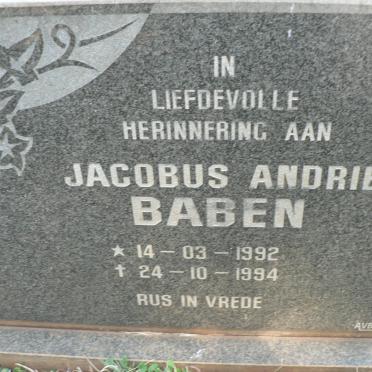 IN
LIEFDEVOLLE
HERINNERING AAN
JACOBUS ANDRIE
BABEN
★ 14 - 03 - 1992
† 24 - 10 - 1994
RUS IN VREDE